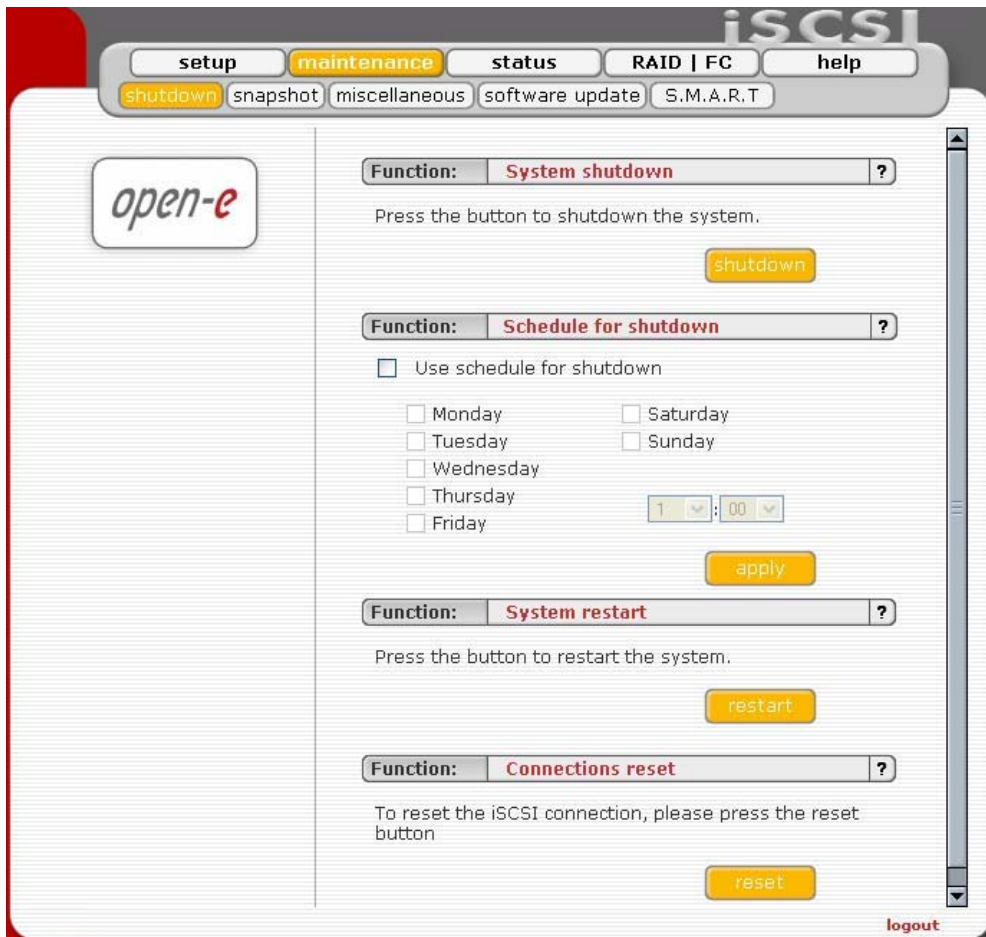 iSCSI
setup maintenance status RAID | FC help
shutdown snapshot miscellaneous software update S.M.A.R.T
open-e
Function: System shutdown ?
Press the button to shutdown the system.
shutdown
Function: Schedule for shutdown ?
Use schedule for shutdown
Monday Saturday
Tuesday Sunday
Wednesday
Thursday
1 : 00
Friday
apply
Function: System restart ?
Press the button to restart the system.
restart
Function: Connections reset ?
To reset the iSCSI connection, please press the reset
button
reset
logout